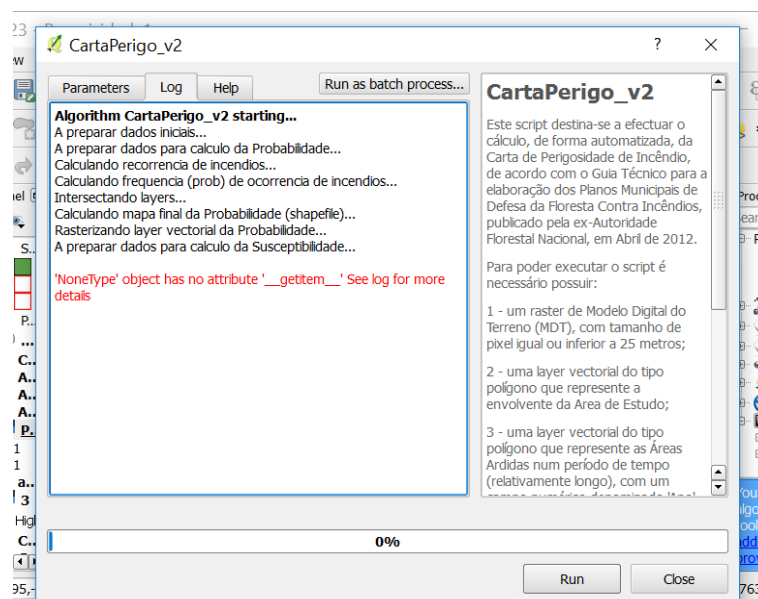 CartaPerigo_v2
?
Parameters
Log
Help
Run as batch process...
Algorithm CartaPerigo_v2 starting...
A preparar dados iniciais...
A preparar dados para calculo da Probabilidade...
Calculando recorrencia de incendios...
Calculando frequencia (prob) de ocorrencia de incendios...
Intersectando layers...
Calculando mapa final da Probabilidade (shapefile)...
Rasterizando layer vectorial da Probabilidade...
A preparar dados para calculo da Susceptibilidade...
'NoneType' object has no attribute '__getitem__' See log for more
details
CartaPerigo_v2
Este script destina-se a efectuar o
cálculo, de forma automatizada, da
Carta de Perigosidade de Incêndio,
de acordo com o Guia Técnico para a
elaboração dos Planos Municipais de
Defesa da Floresta Contra Incêndios,
publicado pela ex-Autoridade
Florestal Nacional, em Abril de 2012.
Para poder executar o script é
necessário possuir:
1 - um raster de Modelo Digital do
Terreno (MDT), com tamanho de
pixel igual ou inferior a 25 metros;
2 - uma layer vectorial do tipo
polígono que represente a
envolvente da Area de Estudo;
3 - uma layer vectorial do tipo
polígono que represente as Áreas
Ardidas num período de tempo
(relativamente longo), com um
0%
Run
Close
S...
P...
...
C...
A...
A...
A...
P...
1
1
a...
3
C...
95,-
763